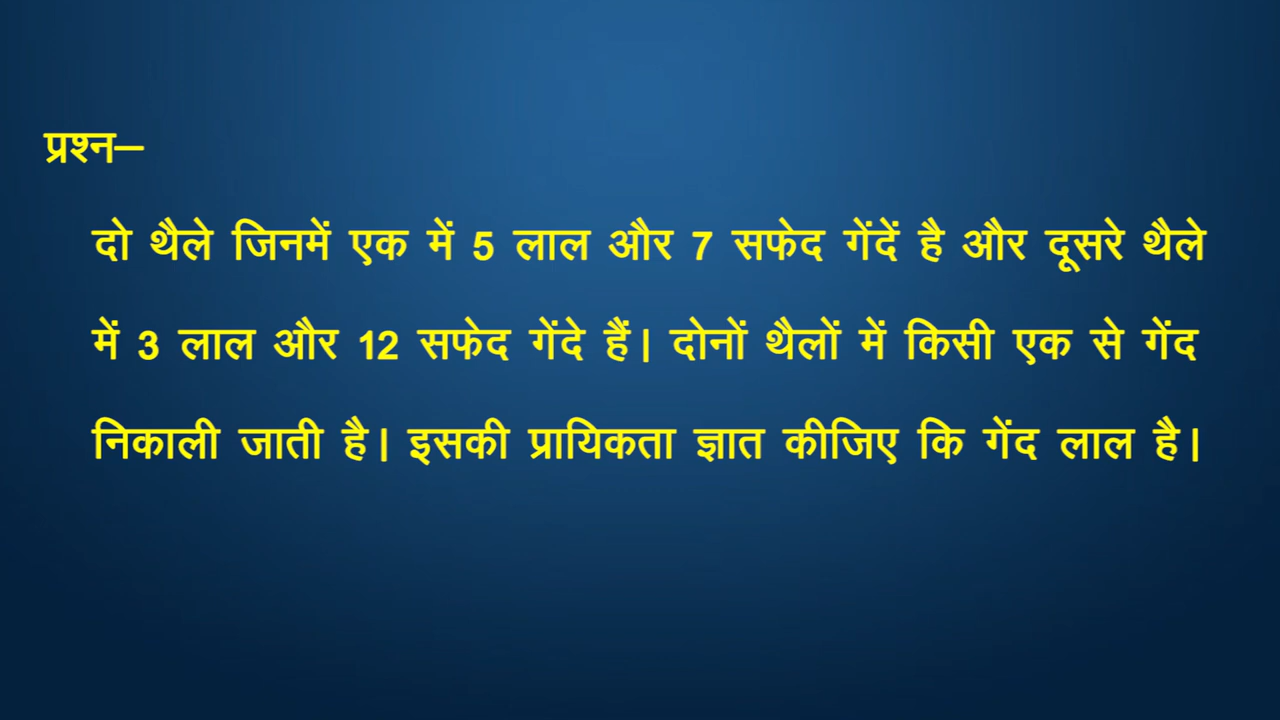 प्रश्न–
दो थैले जिनमें एक में 5 लाल और 7 सफेद गेंदें है और दूसरे थैले
में 3 लाल और 12 सफेद गेंदे हैं। दोनों थैलों में किसी एक से गेंद
निकाली जाती है। इसकी प्रायिकता ज्ञात कीजिए कि गेंद लाल है।